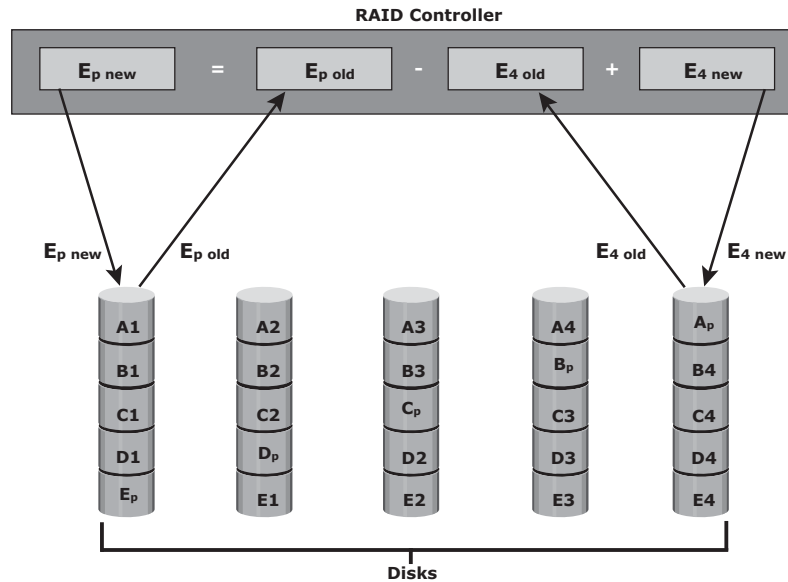 RAID Controller
Ep new = Ep old - E4 old + E4 new
Ep new Ep old E4 old E4 new
A1 A2 A3 A4 Ap
B1 B2 B3 Bp B4
C1 C2 Cp C3 C4
D1 Dp D2 D3 D4
Ep E1 E2 E3 E4
Disks